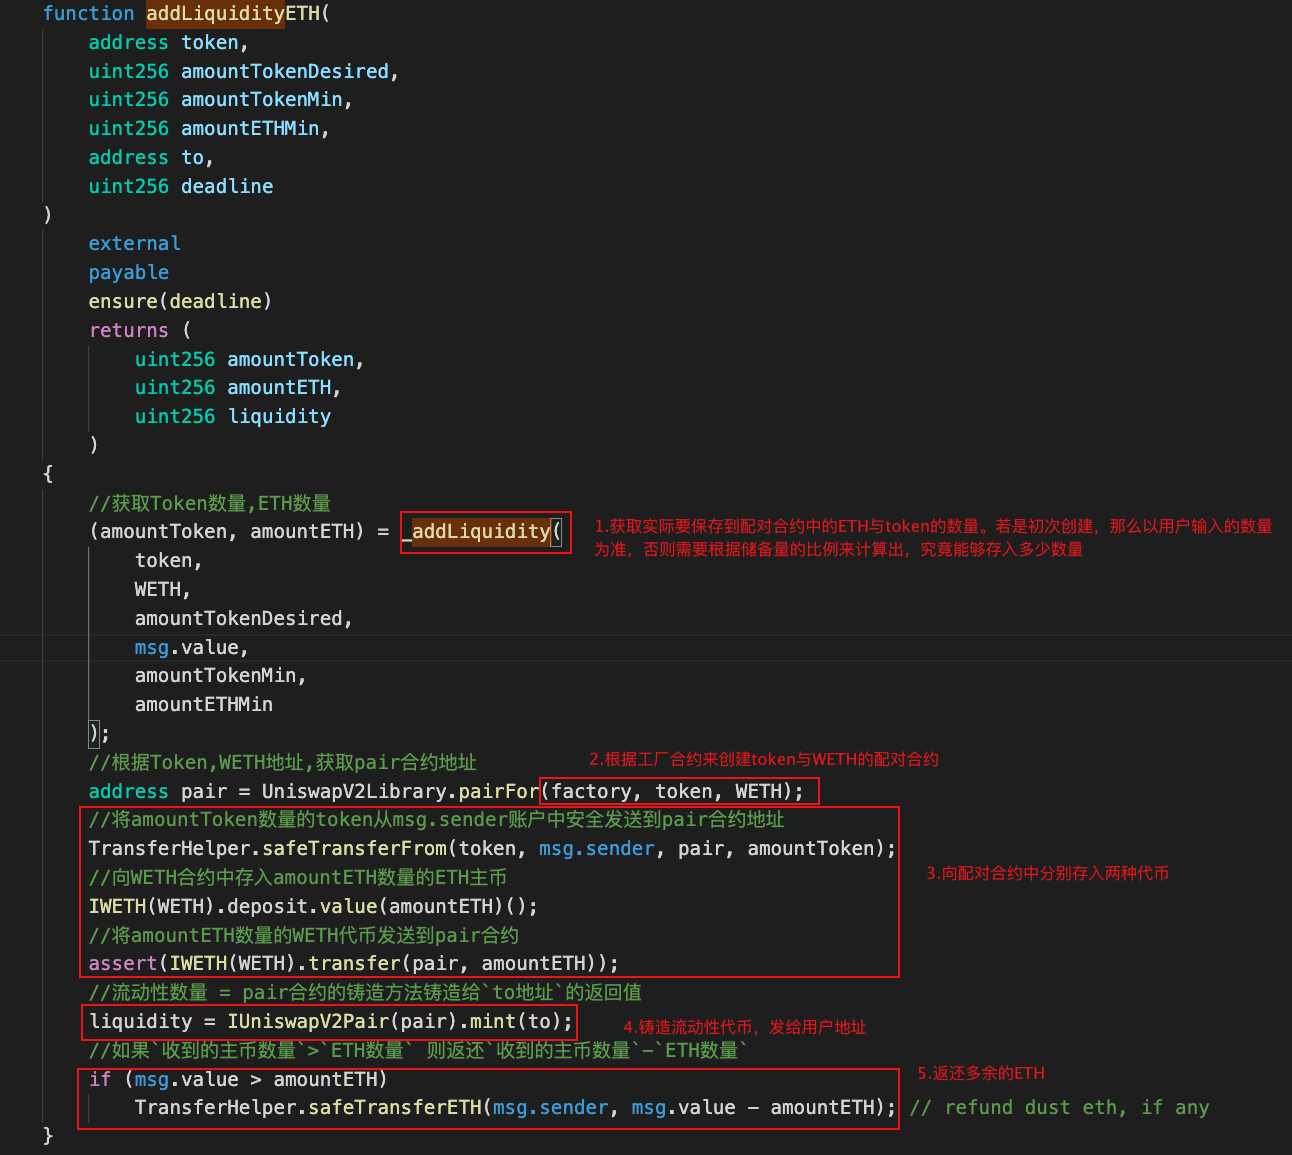 function addLiquidityETH(
address token,
uint256 amountTokenDesired,
uint256 amountTokenMin,
uint256 amountETHMin,
address to,
uint256 deadline
)
external
payable
ensure(deadline)
returns (
uint256 amountToken,
uint256 amountETH,
uint256 liquidity
)
{
//获取Token数量,ETH数量
(amountToken, amountETH) = _addLiquidity(
1.获取实际要保存到配对合约中的ETH与token的数量。若是初次创建，那么以用户输入的数量
为准，否则需要根据储备量的比例来计算出，究竟能够存入多少数量
token,
WETH,
amountTokenDesired,
msg.value,
amountTokenMin,
amountETHMin
);
//根据Token,WETH地址,获取pair合约地址
2.根据工厂合约来创建token与WETH的配对合约
address pair = UniswapV2Library.pairFor(factory, token, WETH);
//将amountToken数量的token从msg.sender账户中安全发送到pair合约地址
TransferHelper.safeTransferFrom(token, msg.sender, pair, amountToken);
3.向配对合约中分别存入两种代币
//向WETH合约中存入amountETH数量的ETH主币
IWETH(WETH).deposit.value(amountETH)();
//将amountETH数量的WETH代币发送到pair合约
assert(IWETH(WETH).transfer(pair, amountETH));
//流动性数量 = pair合约的铸造方法铸造给`to地址`的返回值
liquidity = IUniswapV2Pair(pair).mint(to);
4.铸造流动性代币，发给用户地址
//如果`收到的主币数量`>`ETH数量` 则返还`收到的主币数量`-`ETH数量`
if (msg.value > amountETH)
5.返还多余的ETH
TransferHelper.safeTransferETH(msg.sender, msg.value - amountETH); // refund dust eth, if any
}